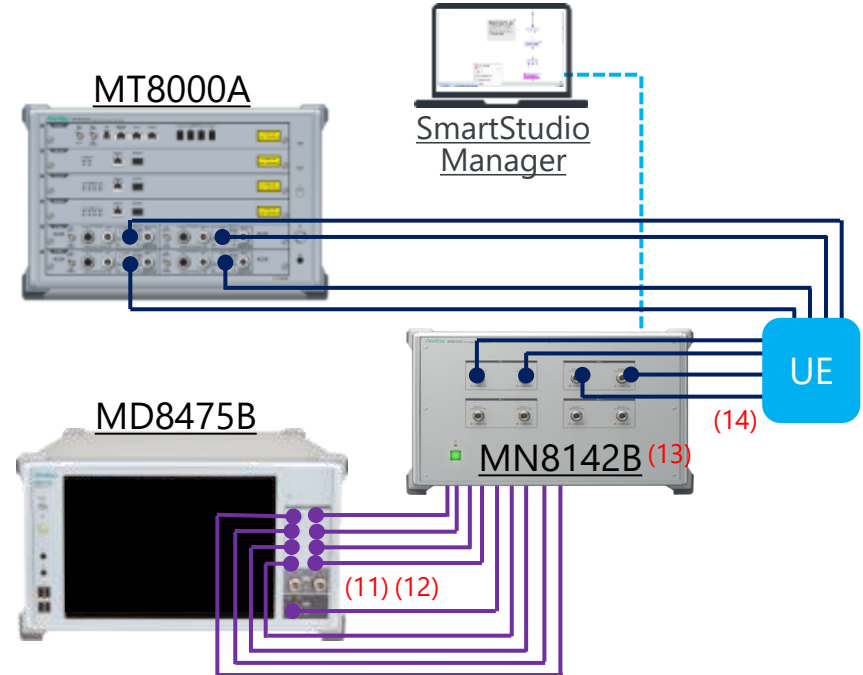 MT8000A
SmartStudio
Manager
UE
MD8475B
(14)
MN8142B (13)
(11) (12)